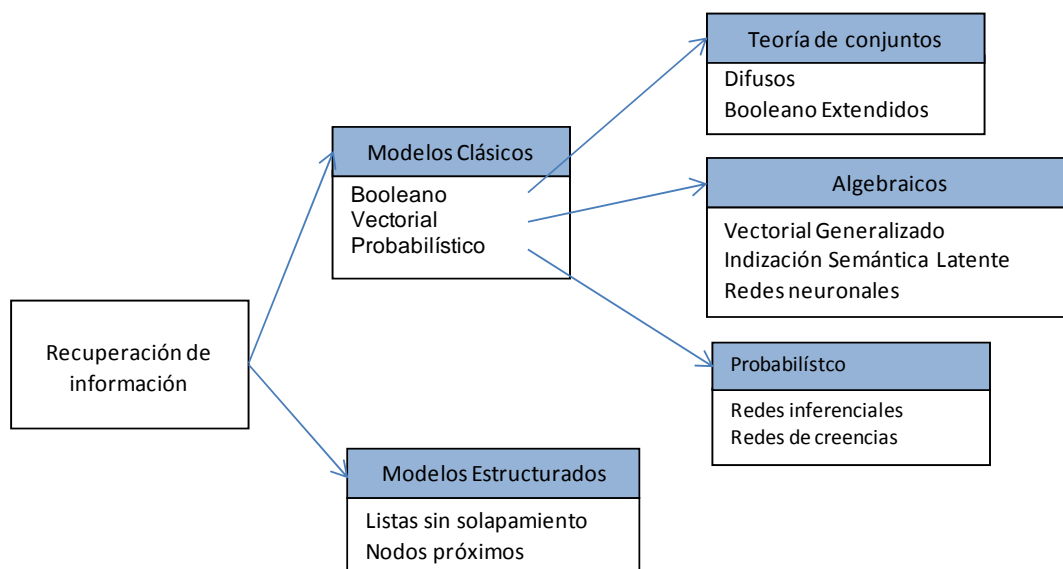 Recuperación de
información
Modelos Clásicos
Booleano
Vectorial
Probabilístico
Modelos Estructurados
Listas sin solapamiento
Nodos próximos
Teoría de conjuntos
Difusos
Booleano Extendidos
Algebraicos
Vectorial Generalizado
Indización Semántica Latente
Redes neuronales
Probabilístco
Redes inferenciales
Redes de creencias